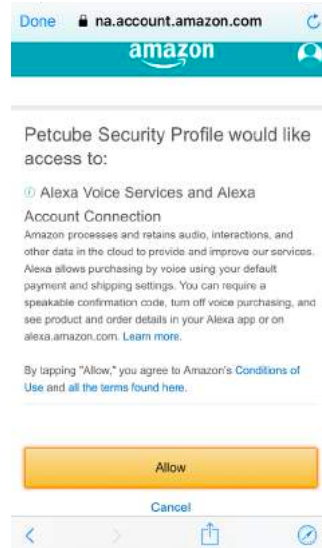 Done na.account.amazon.com
amazon
Petcube Security Profile would like
access to:
Alexa Voice Services and Alexa
Account Connection
Amazon processes and retains audio, interactions, and
other data in the cloud to provide and improve our services.
Alexa allows purchasing by voice using your default
payment and shipping settings. You can require a
speakable confirmation code, turn off voice purchasing, and
see product and order details in your Alexa app or on
alexa.amazon.com. Learn more.
By tapping "Allow," you agree to Amazon's Conditions of
Use and all the terms found here.
Allow
Cancel